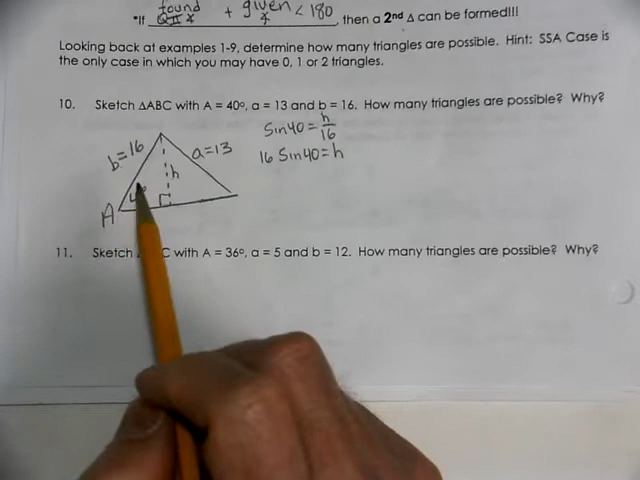 found + given < 180
*If QII ∡ ∡ , then a 2nd Δ can be formed!!!
Looking back at examples 1-9, determine how many triangles are possible. Hint: SSA Case is
the only case in which you may have 0, 1 or 2 triangles.
10. Sketch ΔABC with A = 40º, a = 13 and b = 16. How many triangles are possible? Why?
Sin40 = h/16
16 Sin40 = h
b=16
a=13
h
A
11. Sketch C with A = 36º, a = 5 and b = 12. How many triangles are possible? Why?